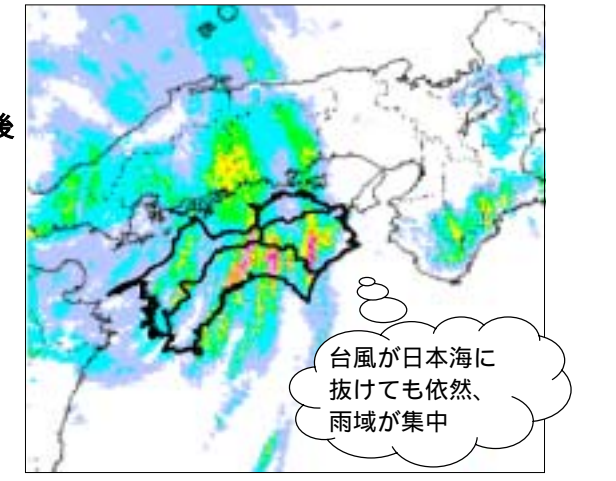 後
台風が日本海に
抜けても依然、
雨域が集中